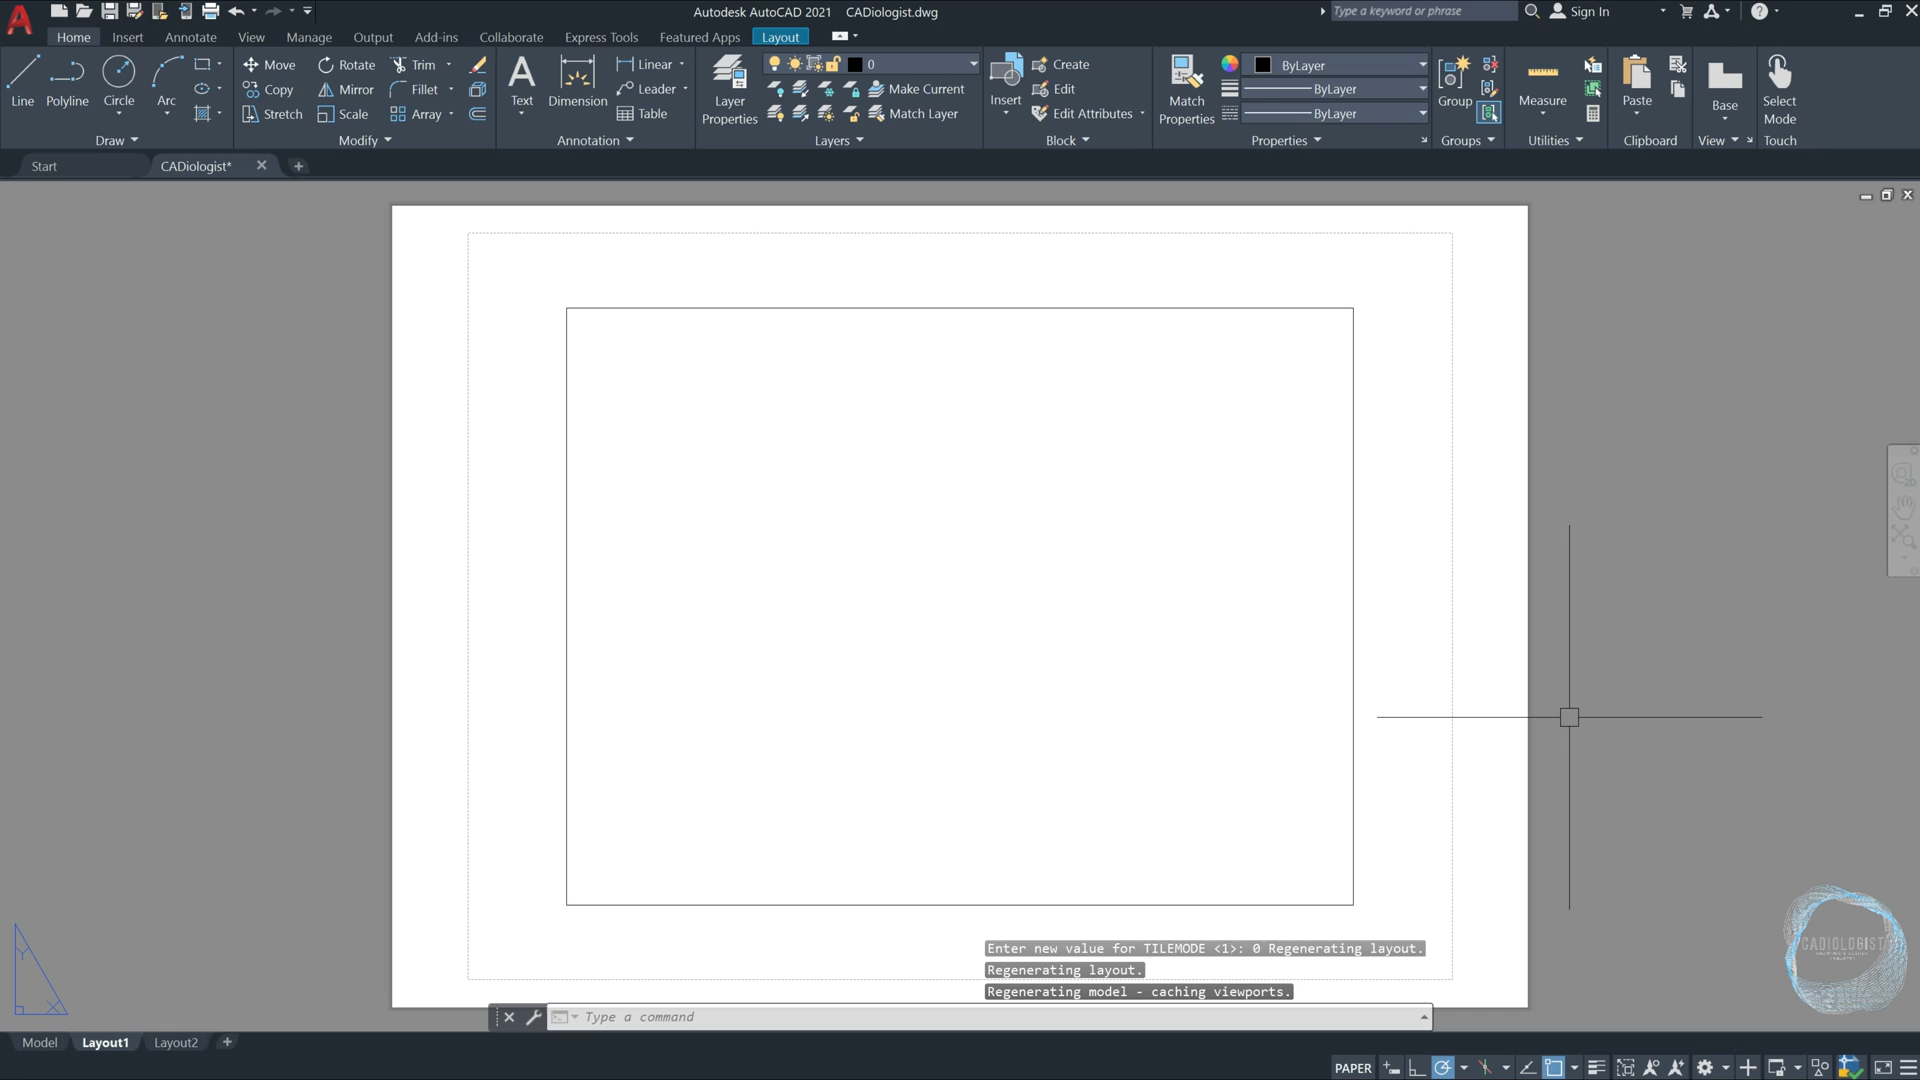 Autodesk AutoCAD 2021 CADiologist.dwg
Type a keyword or phrase
Sign In
Home Insert Annotate View Manage Output Add-ins Collaborate Express Tools Featured Apps Layout
Move Rotate Trim Linear 0 Create ByLayer
Copy Mirror Fillet Leader Make Current Edit ByLayer
Stretch Scale Array Table Match Layer Edit Attributes ByLayer
Line Polyline Circle Arc Text Dimension
Layer Properties
Insert
Match Properties
Group Measure Paste Base
Select Mode
Draw Modify Annotation Layers Block Properties Groups Utilities Clipboard View Touch
Start CADiologist*
2D
Y
X
CADIOLOGIST
Enter new value for TILEMODE <1>: 0 Regenerating layout.
Regenerating layout.
Regenerating model - caching viewports.
Type a command
Model Layout1 Layout2
PAPER